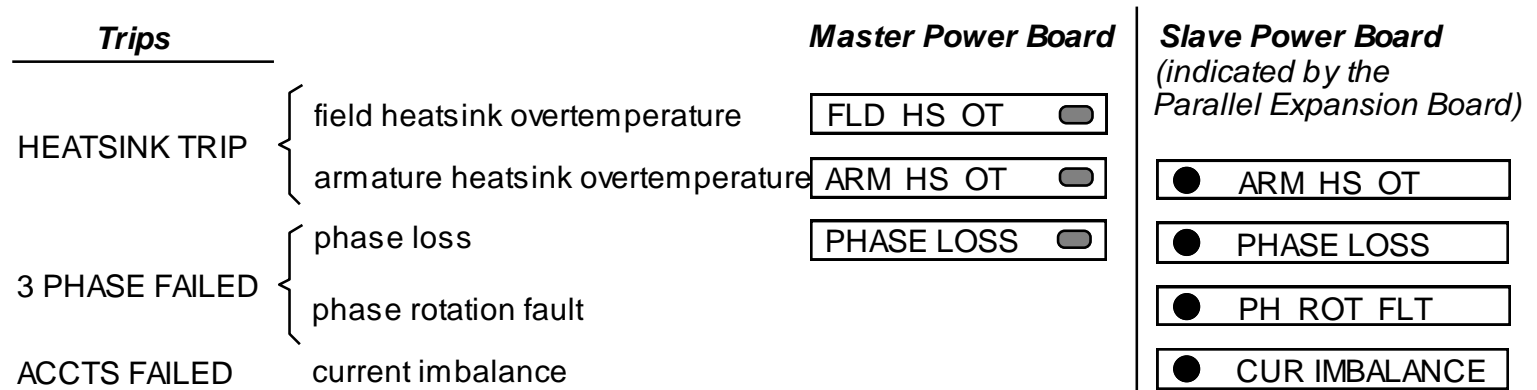 Trips Master Power Board Slave Power Board
(indicated by the
Parallel Expansion Board)
HEATSINK TRIP
field heatsink overtemperature FLD HS OT
armature heatsink overtemperature ARM HS OT ARM HS OT
3 PHASE FAILED
phase loss PHASE LOSS PHASE LOSS
phase rotation fault PH ROT FLT
ACCTS FAILED current imbalance CUR IMBALANCE